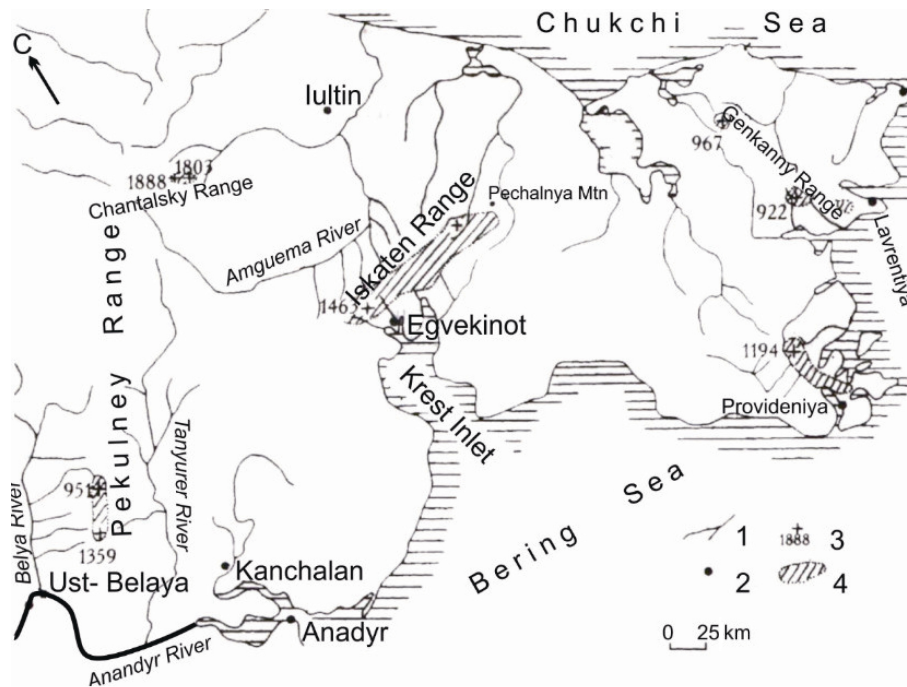 Chukchi Sea
C
Iultin
967
Genkanny Range
1803
1888
Chantalsky Range
Pechalnya Mtn
922
Lavrentiya
Amguema River
Iskaten Range
1463
Egvekinot
1194
Provideniya
Krest Inlet
Pekulney Range
Tanyurer River
Belya River
951
1359
Bering Sea
1
1888
3
2
4
Ust- Belaya
Kanchalan
Anadyr
Anandyr River
0 25 km